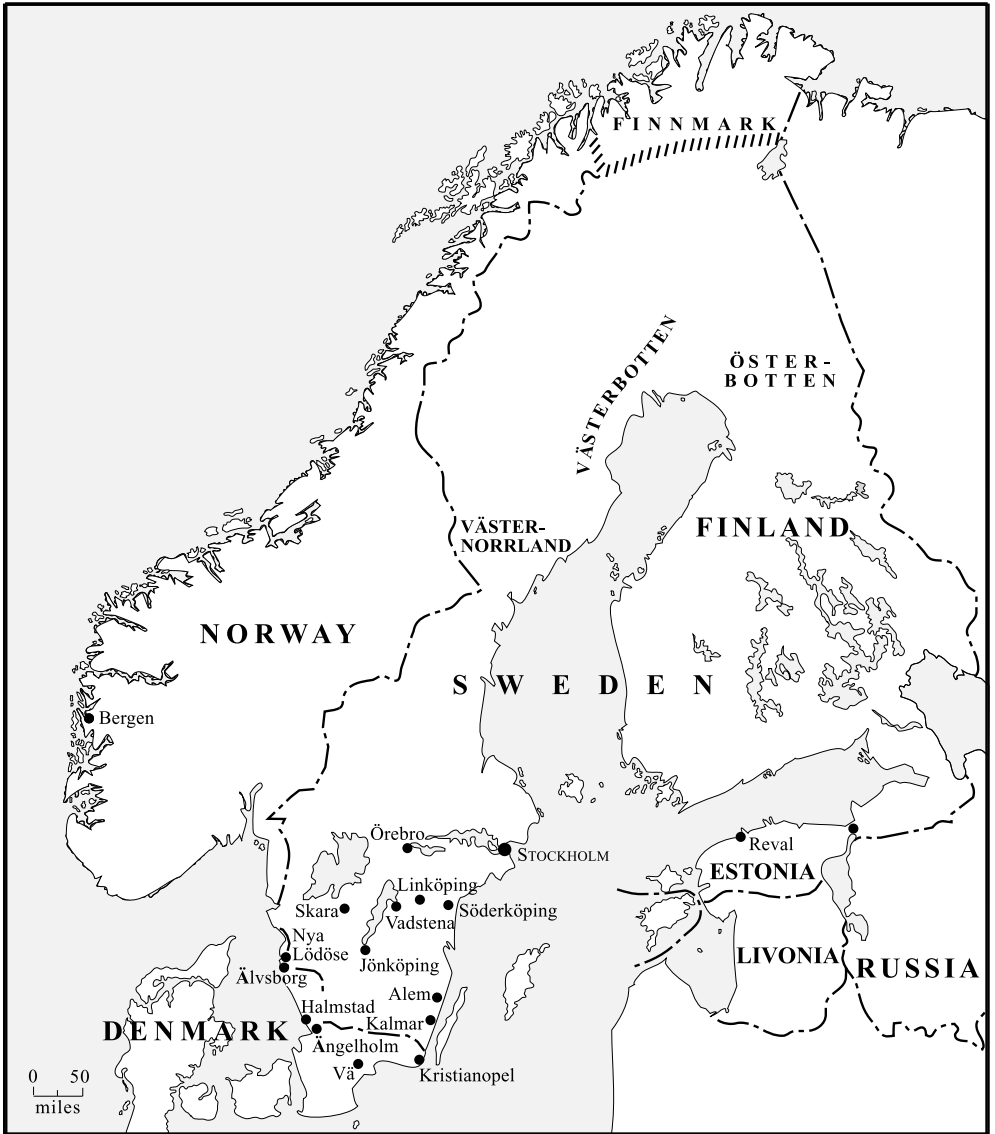 FINNMARK
VÄSTERBOTTEN
ÖSTER-
BOTTEN
VÄSTER-
NORRLAND
FINLAND
NORWAY
SWEDEN
Bergen
Örebro
STOCKHOLM
Reval
ESTONIA
Linköping
Skara
Vadstena
Söderköping
Nya
Lödöse
Jönköping
Älvsborg
LIVONIA
RUSSIA
Alem
Halmstad
Kalmar
DENMARK
Ängelholm
Vä
Kristianopel
0 50
miles